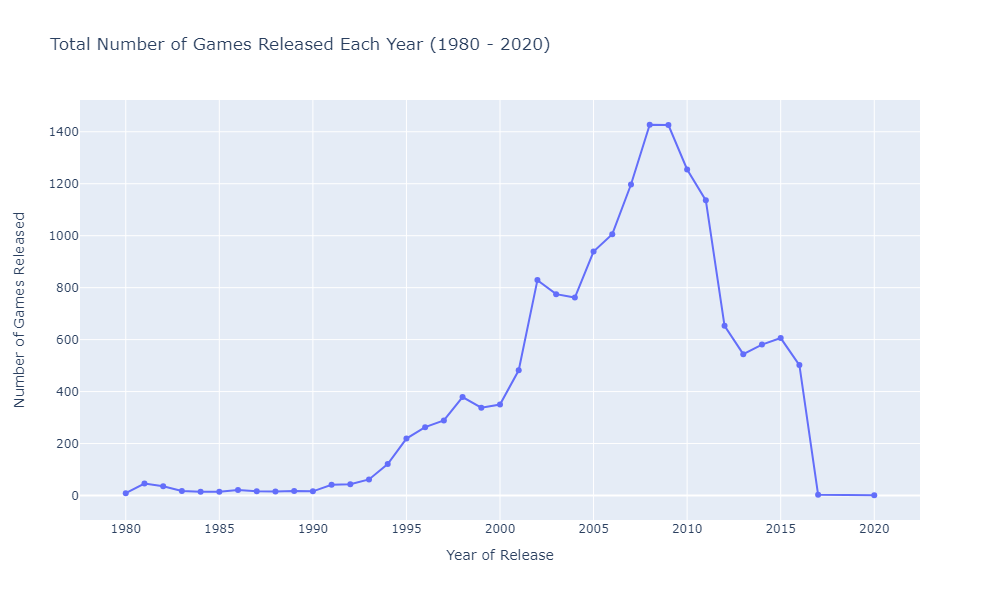 Total Number of Games Released Each Year (1980 - 2020)
Number of Games Released
1400
1200
1000
800
600
400
200
0
1980 1985 1990 1995 2000 2005 2010 2015 2020
Year of Release